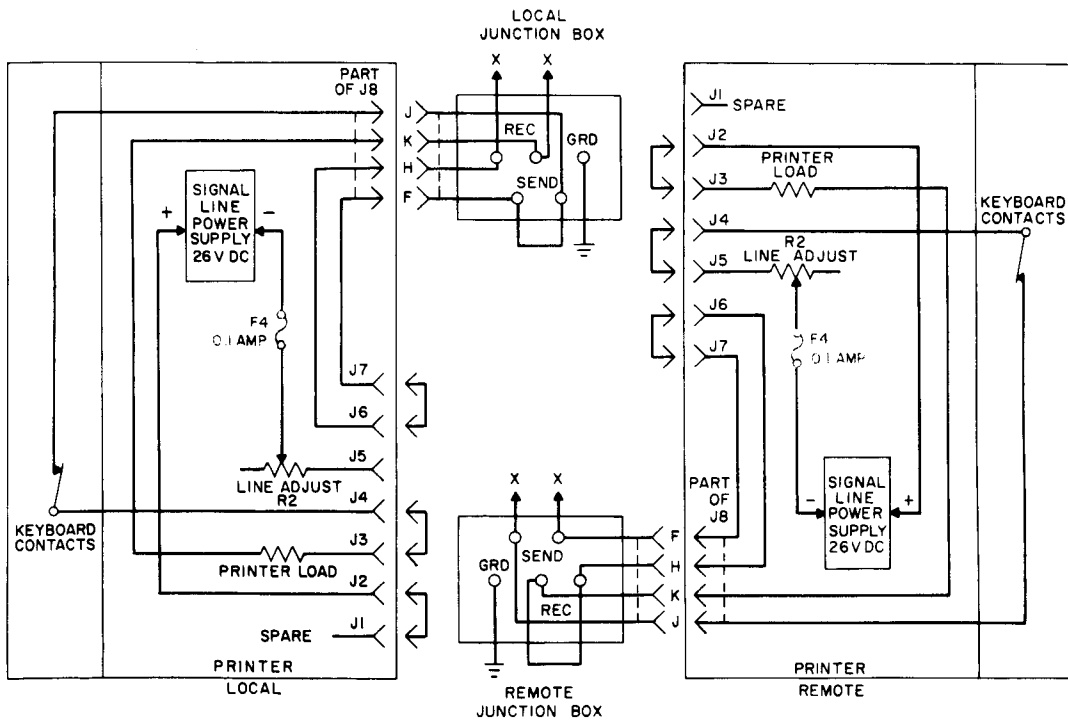 LOCAL
JUNCTION BOX
X X
PART
OF J8
J
K
H
F
REC
GRD
SEND
+
SIGNAL
LINE
POWER
SUPPLY
26V DC
-
F4
0.1 AMP
J7
J6
J5
LINE ADJUST
R2
J4
KEYBOARD
CONTACTS
J3
PRINTER LOAD
J2
J1
SPARE
PRINTER
LOCAL
J1
SPARE
J2
PRINTER
LOAD
J3
J4
KEYBOARD
CONTACTS
R2
LINE ADJUST
J5
J6
F4
0.1 AMP
J7
PART
OF
J8
-
SIGNAL
LINE
POWER
SUPPLY
26V DC
+
X X
SEND
GRD
REC
F
H
K
J
REMOTE
JUNCTION BOX
PRINTER
REMOTE